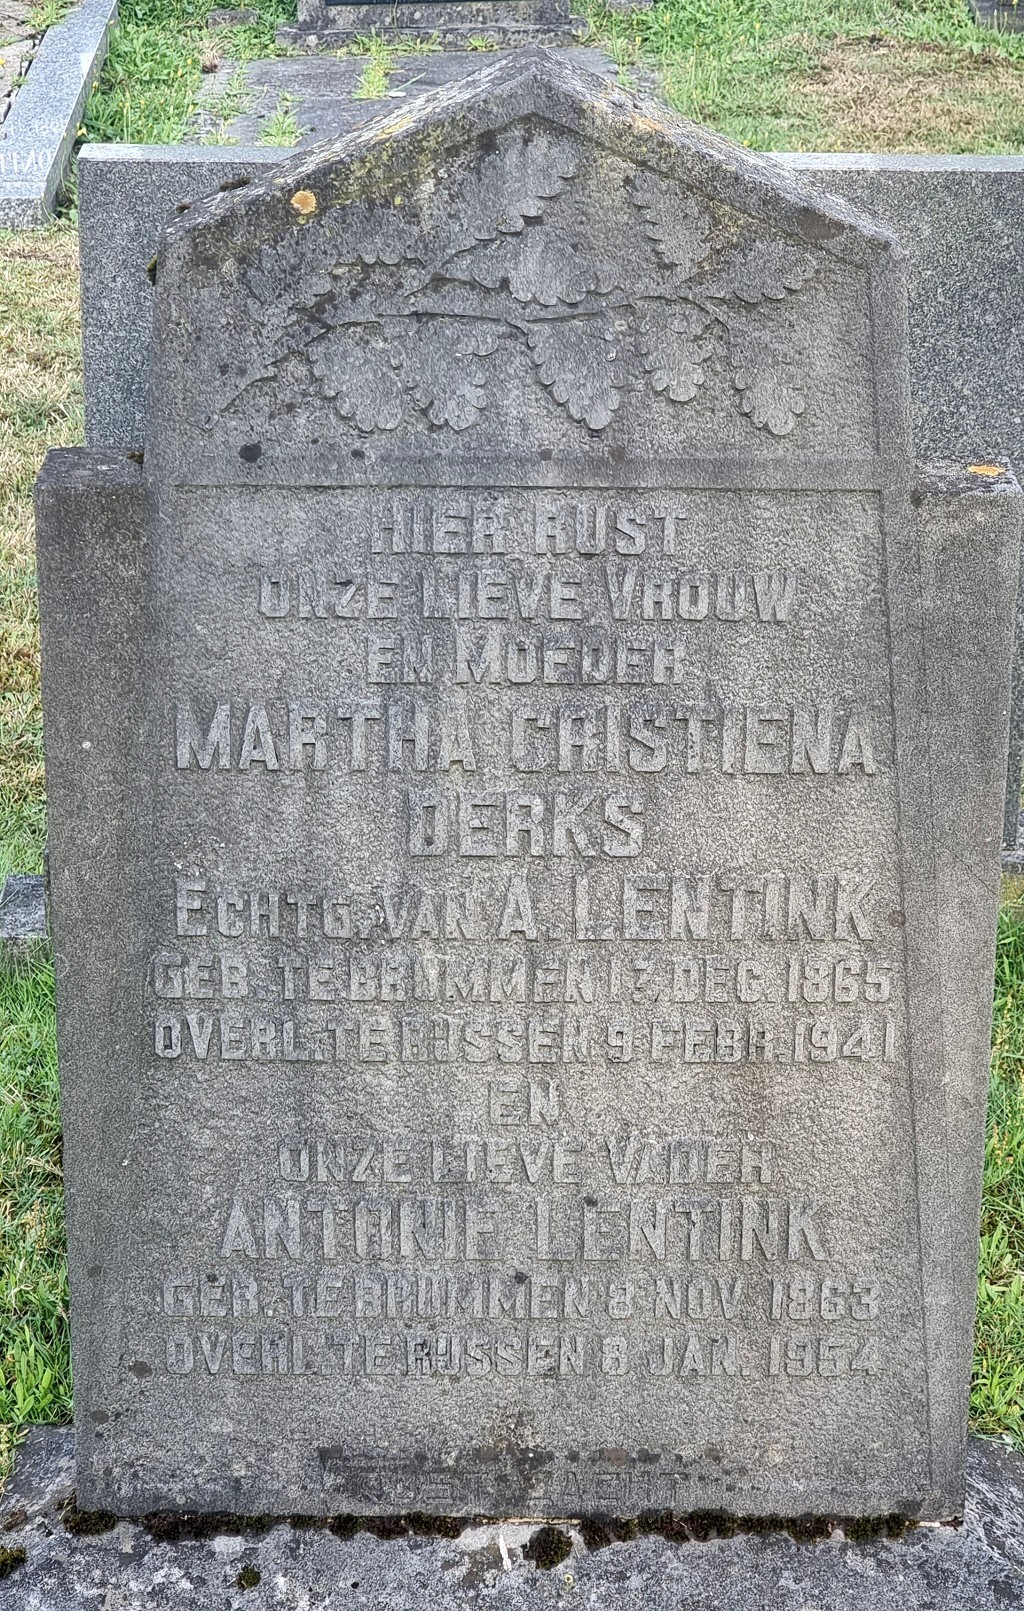 HIER RUST
ONZE LIEVE VROUW
EN MOEDER
MARTHA CRISTIENA
DERKS
ECHTG. VAN A. LENTINK
GEB. TE BRUMMEN 13 DEC. 1865
OVERL. TE RIJSSEN 9 FEBR. 1941
EN
ONZE LIEVE VADER
ANTONIE LENTINK
GEB. TE BRUMMEN 8 NOV. 1863
OVERL. TE RIJSSEN 8 JAN. 1954
ZACHT